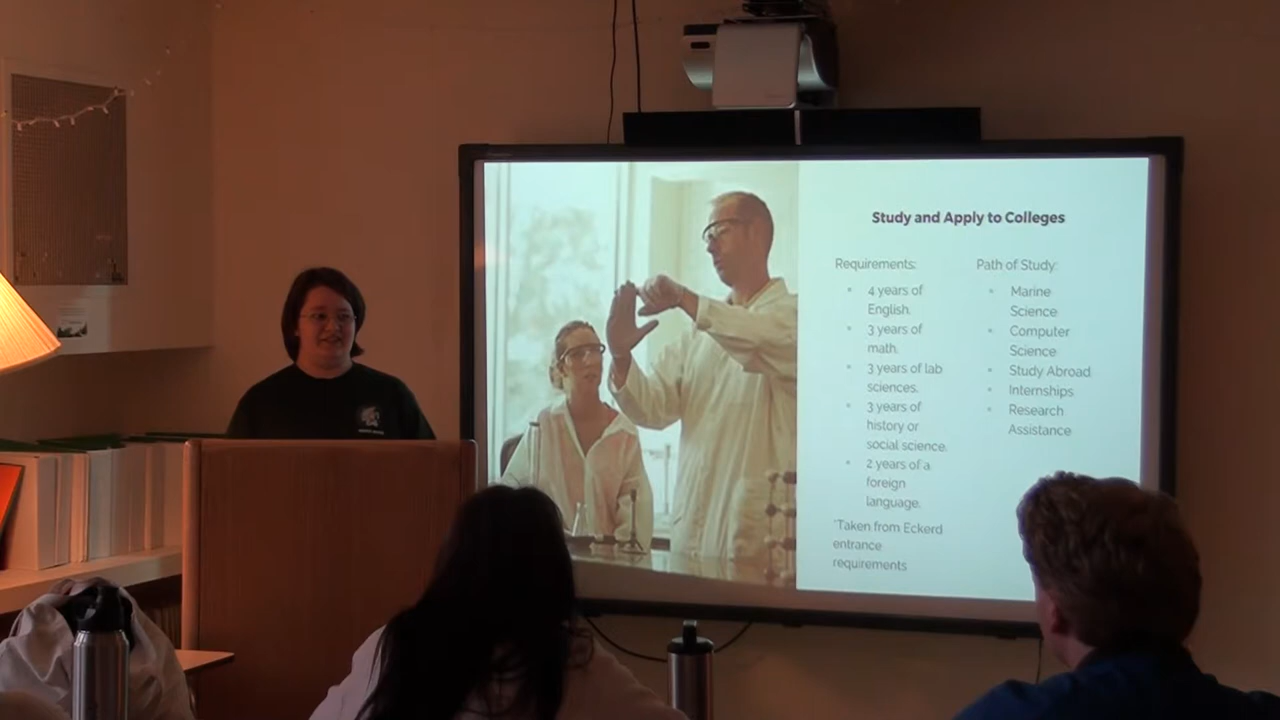 Study and Apply to Colleges
Requirements:
4 years of
English.
3 years of
math.
3 years of lab
sciences.
3 years of
history or
social science.
2 years of a
foreign
language.
*Taken from Eckerd
entrance
requirements
Path of Study:
Marine
Science
Computer
Science
Study Abroad
Internships
Research
Assistance